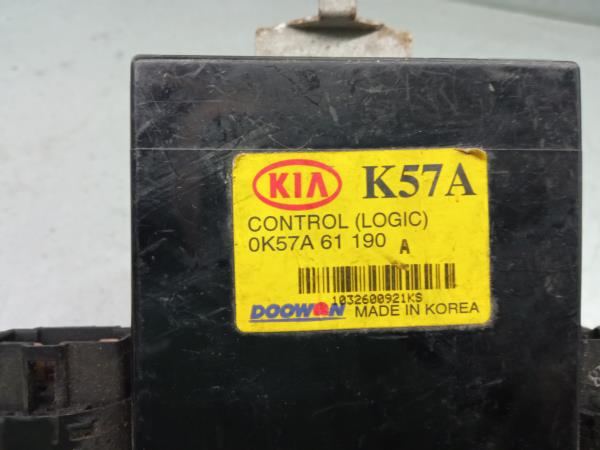 KIA K57A
CONTROL (LOGIC)
0K57A 61 190 A
1032600921KS
DOOWON MADE IN KOREA